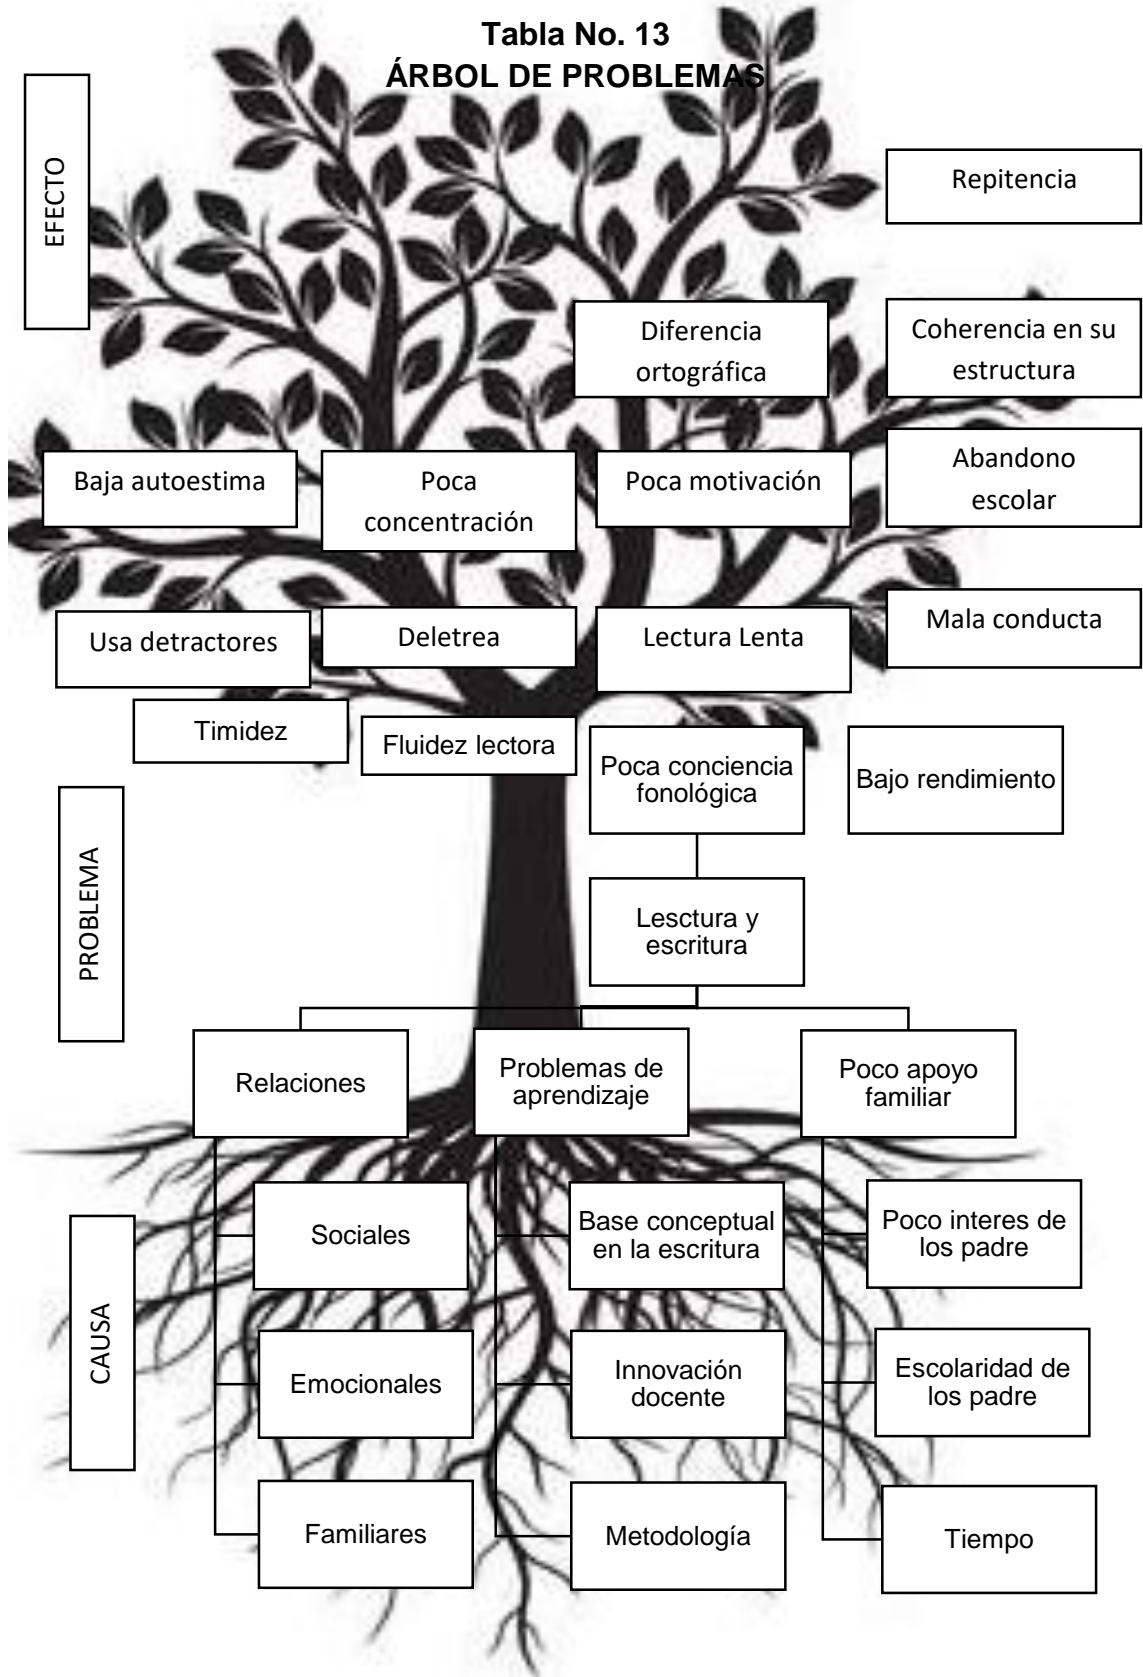 Tabla No. 13
ÁRBOL DE PROBLEMAS
EFECTO
Repitencia
Diferencia
ortográfica
Coherencia en su
estructura
Baja autoestima
Poca
concentración
Poca motivación
Abandono
escolar
Usa detractores
Deletrea
Lectura Lenta
Mala conducta
Timidez
Fluidez lectora
Poca conciencia
fonológica
Bajo rendimiento
PROBLEMA
Lesctura y
escritura
Relaciones
Problemas de
aprendizaje
Poco apoyo
familiar
CAUSA
Sociales
Base conceptual
en la escritura
Poco interes de
los padre
Emocionales
Innovación
docente
Escolaridad de
los padre
Familiares
Metodología
Tiempo